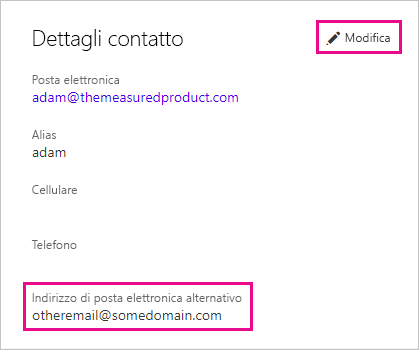 Dettagli contatto
Modifica
Posta elettronica
adam@themeasuredproduct.com
Alias
adam
Cellulare
Telefono
Indirizzo di posta elettronica alternativo
otheremail@somedomain.com